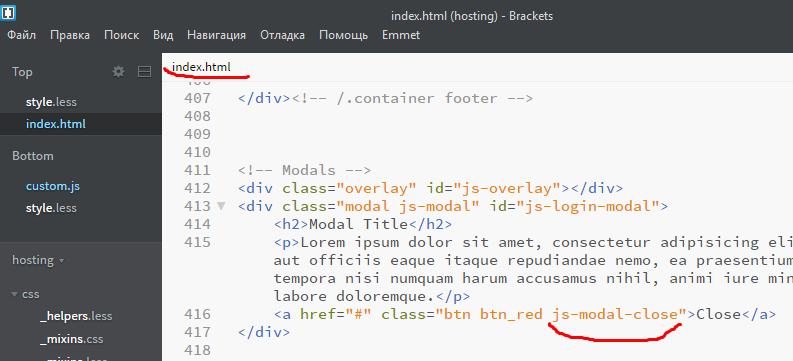 index.html (hosting) - Brackets
Файл Правка Поиск Вид Навигация Отладка Помощь Emmet
Top
style.less
index.html
Bottom
custom.js
style.less
hosting
css
_helpers.less
_mixins.css
_mixins.less
index.html
406
407 </div><!-- /.container footer -->
408
409
410
411 <!-- Modals -->
412 <div class="overlay" id="js-overlay"></div>
413 <div class="modal js-modal" id="js-login-modal">
414 <h2>Modal Title</h2>
415 <p>Lorem ipsum dolor sit amet, consectetur adipisicing eli
aut officiis eaque itaque repudiandae nemo, ea praesentium
tempora nisi numquam harum accusamus nihil, animi iure min
labore doloremque.</p>
416 <a href="#" class="btn btn_red js-modal-close">Close</a>
417 </div>
418